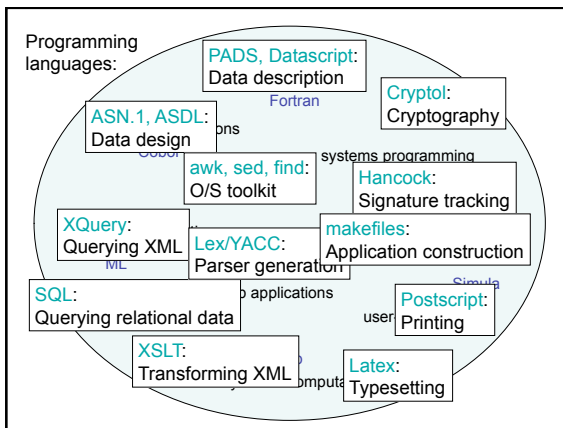 Programming
languages:
PADS, Datascript:
Data description
Fortran
Cryptol:
Cryptography
ASN.1, ASDL:
Data design
systems programming
awk, sed, find:
O/S toolkit
Hancock:
Signature tracking
XQuery:
Querying XML
Lex/YACC:
Parser generation
makefiles:
Application construction
ML
Simula
SQL:
Querying relational data
applications
Postscript:
Printing
XSLT:
Transforming XML
Latex:
Typesetting